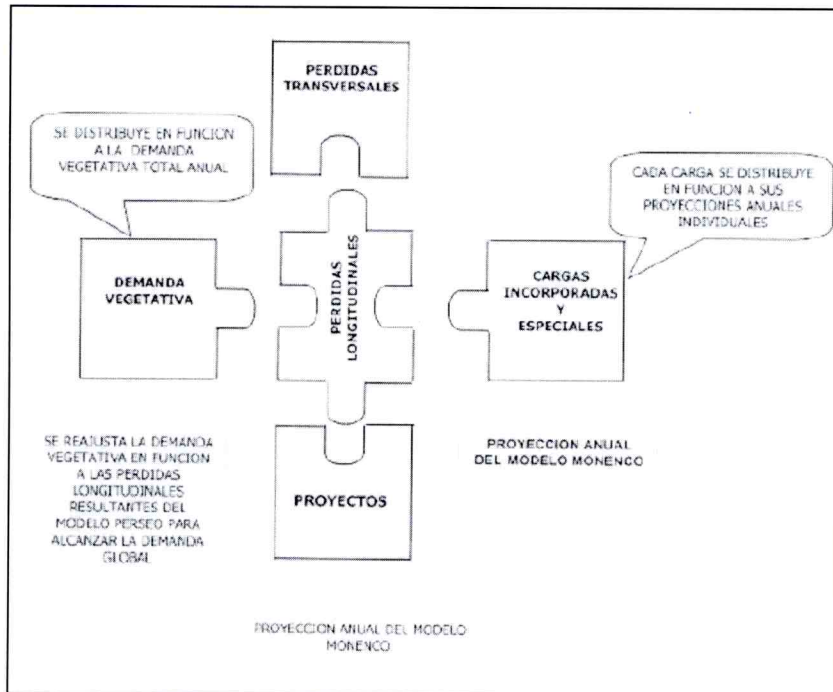 PERDIDAS
TRANSVERSALES
SE DISTRIBUYE EN FUNCION
A LA DEMANDA
VEGETATIVA TOTAL ANUAL
CADA CARGA SE DISTRIBUYE
EN FUNCION A SUS
PROYECCIONES ANUALES
INDIVIDUALES
DEMANDA
VEGETATIVA
PERDIDAS
LONGITUDINALES
CARGAS
INCORPORADAS
Y
ESPECIALES
SE REAJUSTA LA DEMANDA
VEGETATIVA EN FUNCION
A LAS PERDIDAS
LONGITUDINALES
RESULTANTES DEL
MODELO PERSEO PARA
ALCANZAR LA DEMANDA
GLOBAL
PROYECTOS
PROYECCION ANUAL
DEL MODELO MONENCO
PROYECCION ANUAL DEL MODELO
MONENCO